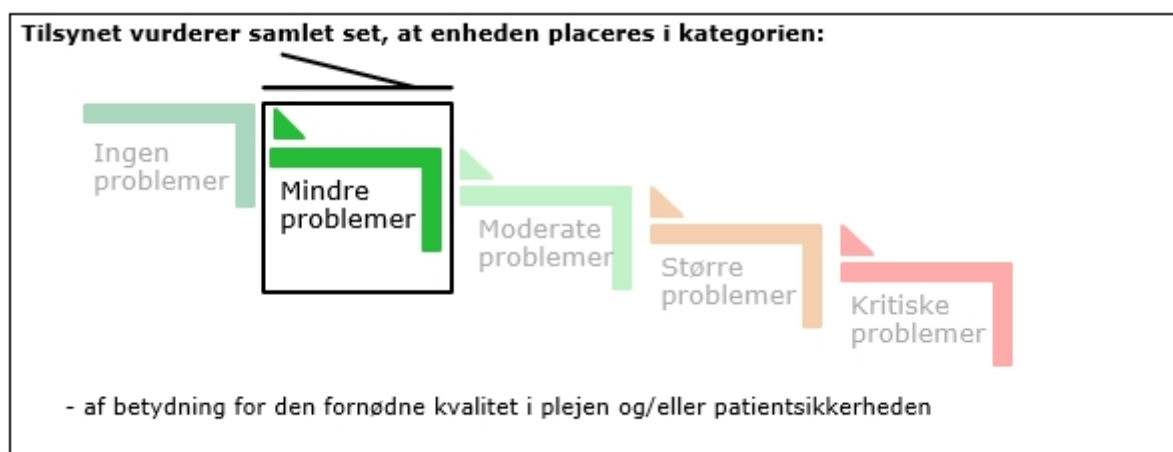 Tilsynet vurderer samlet set, at enheden placeres i kategorien:
Ingen
problemer
Mindre
problemer
Moderate
problemer
Større
problemer
Kritiske
problemer
- af betydning for den fornødne kvalitet i plejen og/eller patientsikkerheden